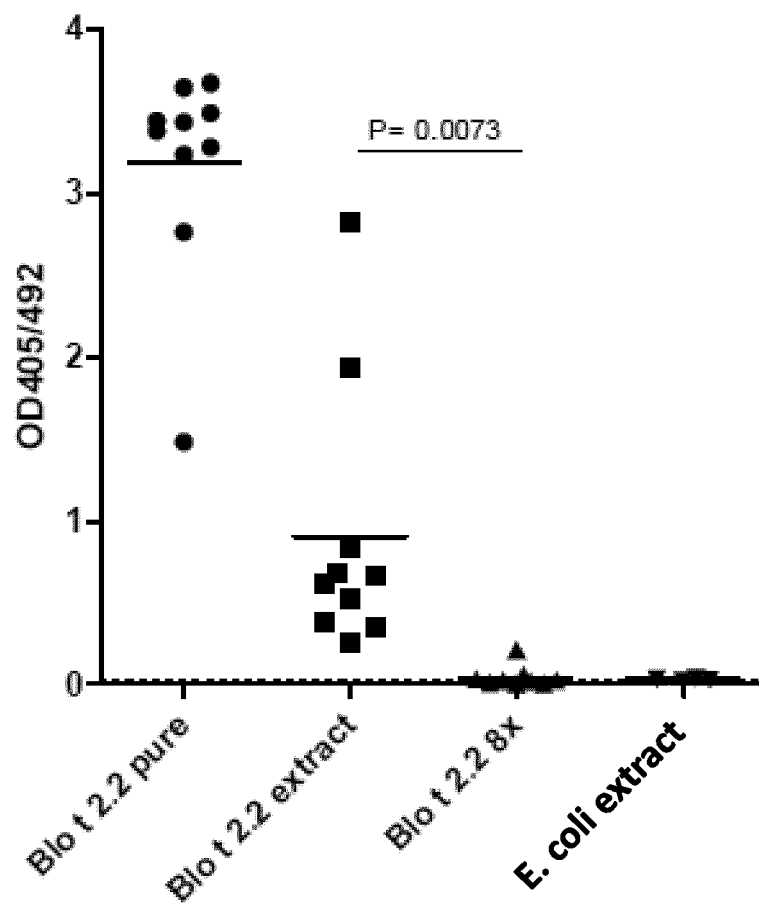 4
P= 0.0073
3
OD405/492
2
1
0
Blo t 2.2 pure
Blo t 2.2 extract
Blo t 2.2 8x
E. coli extract